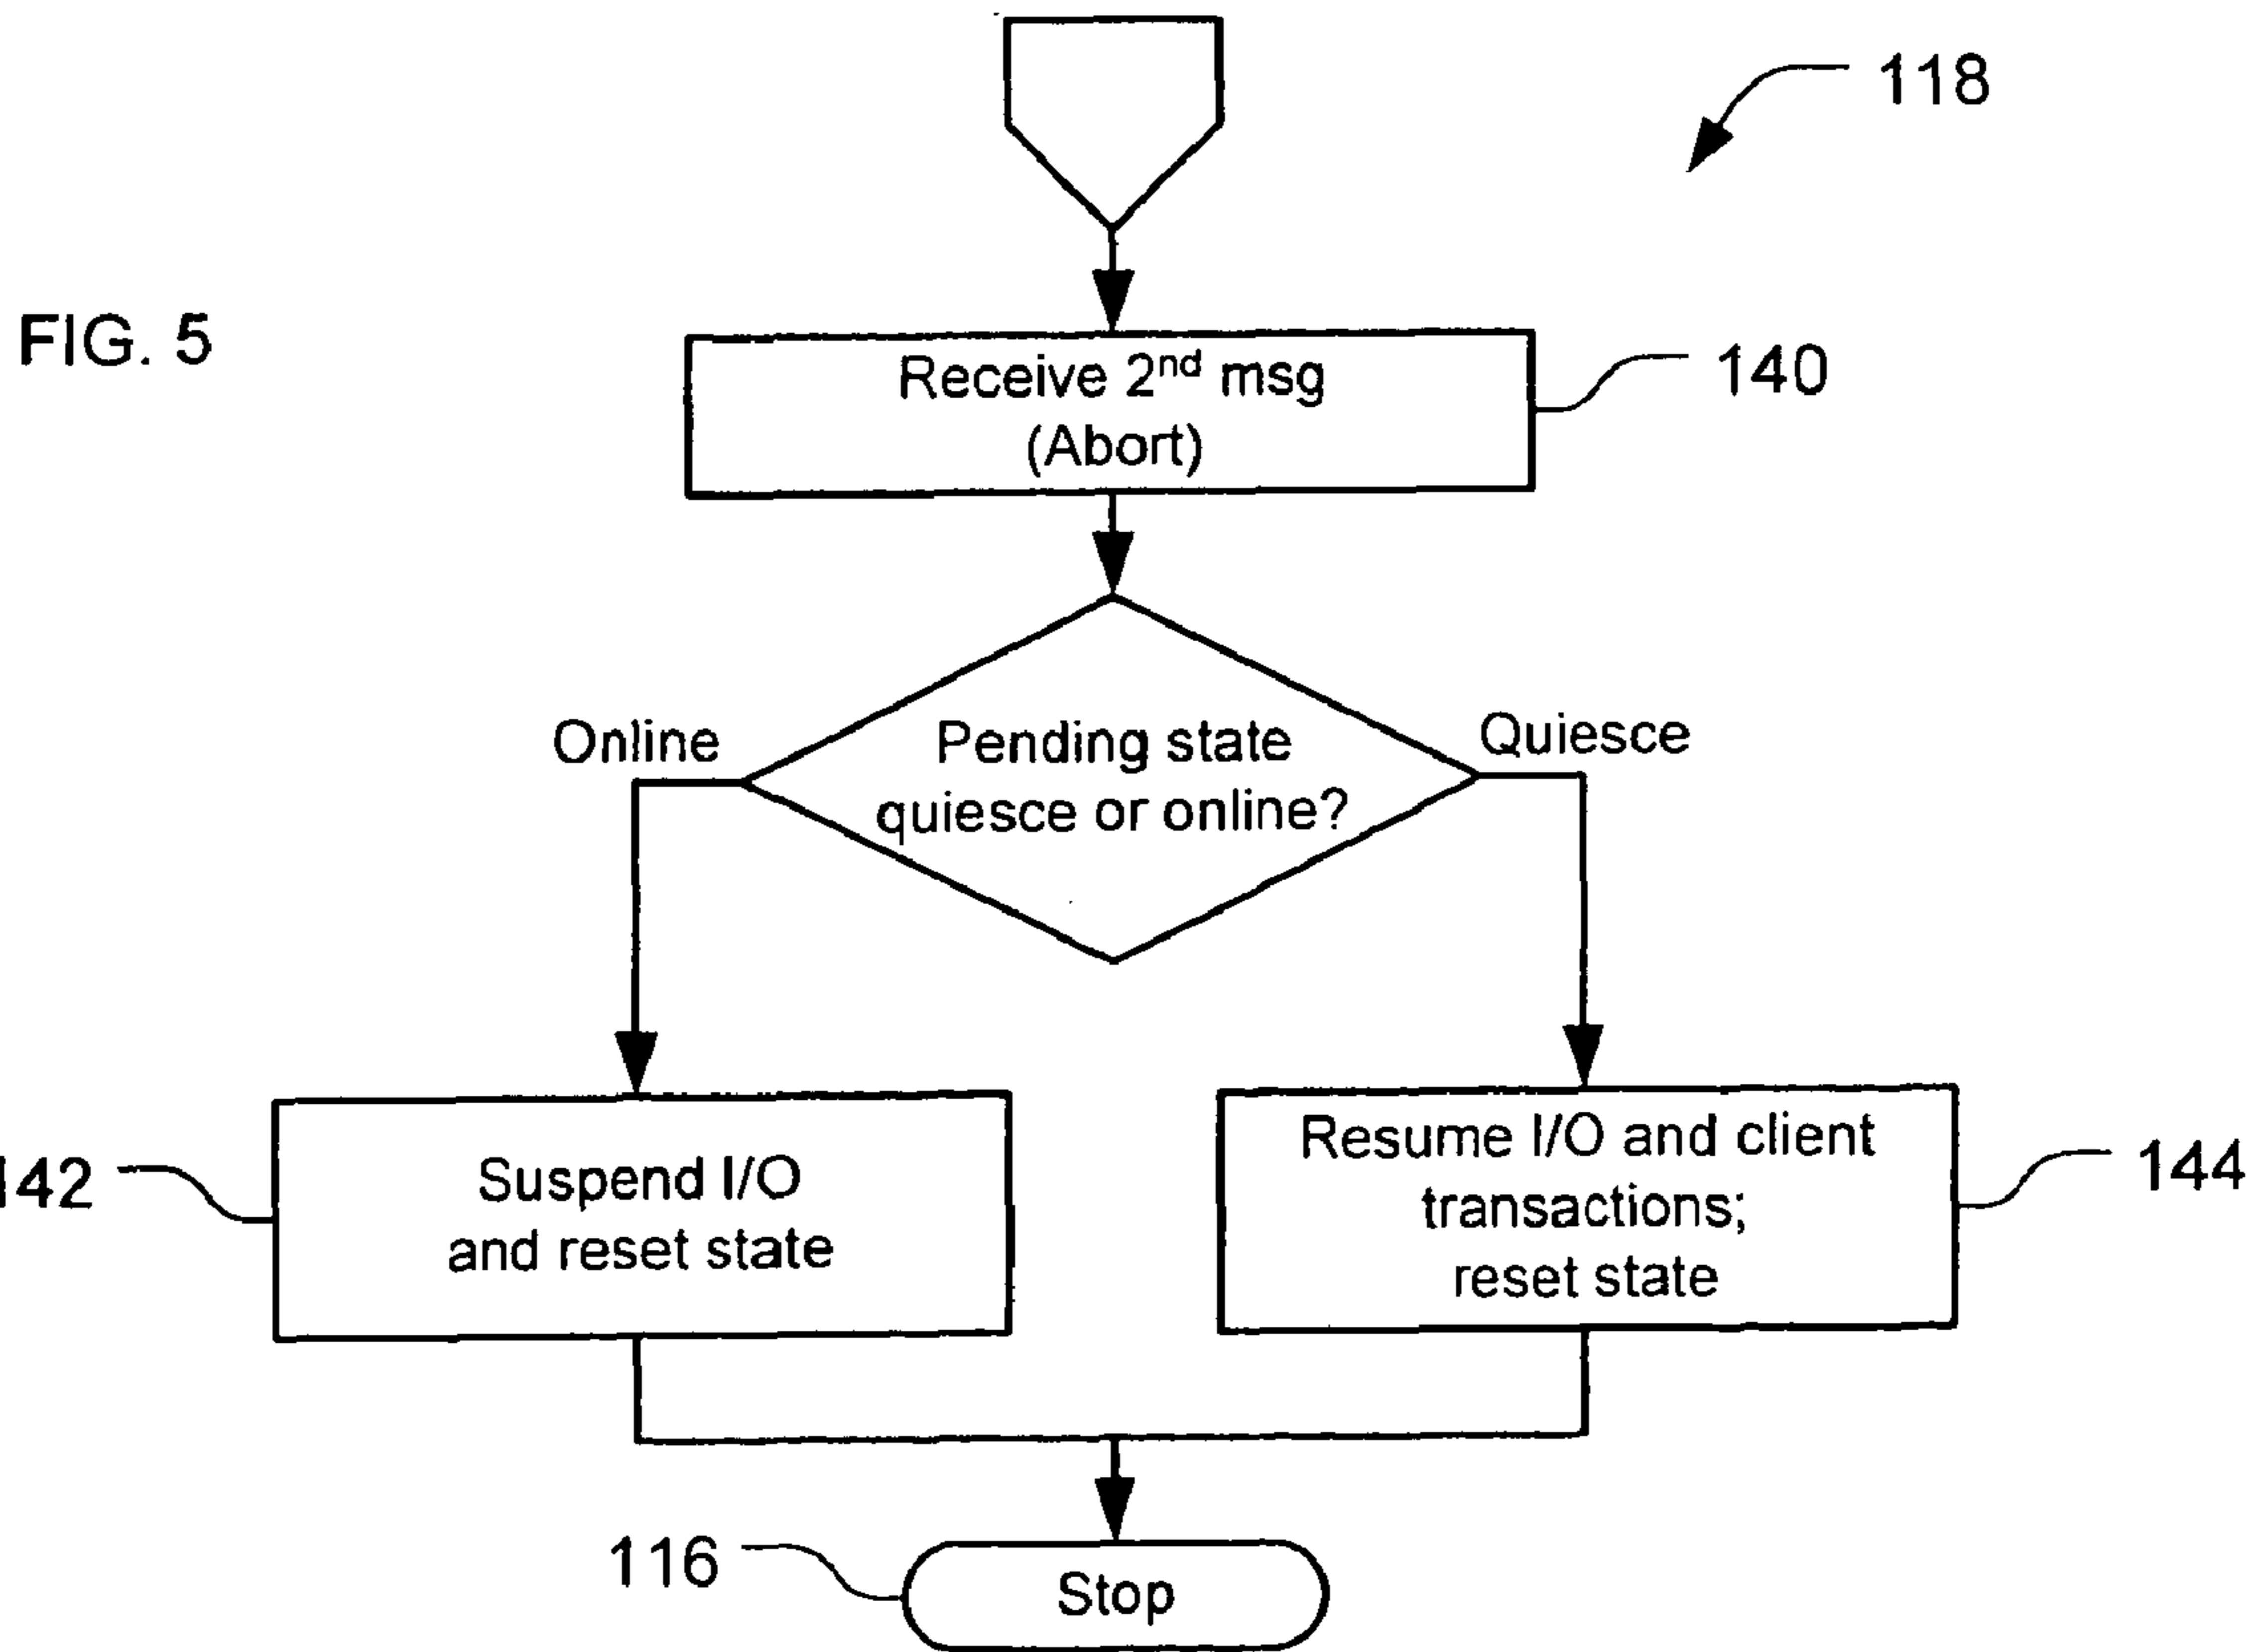 118
FIG. 5
Receive 2nd msg
(Abort)
140
Online
Pending state
quiesce or online?
Quiesce
142
Suspend I/O
and reset state
Resume I/O and client
transactions;
reset state
144
116
Stop